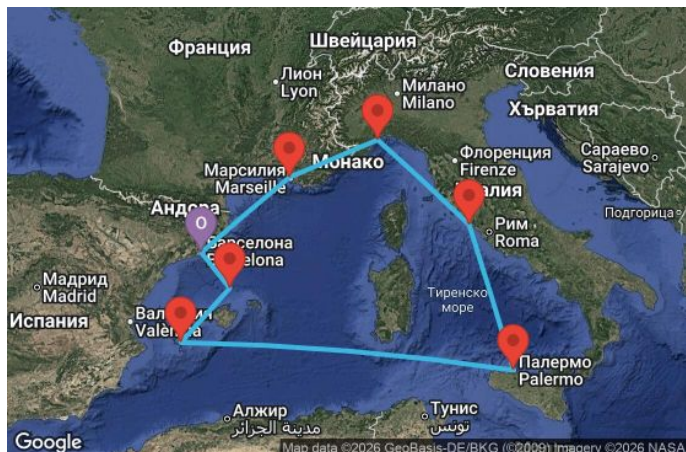 Франция
Швейцария
Лион
Lyon
Милано
Milano
Словения
Хърватия
Сараево
Sarajevo
Марсилия
Marseille
Монако
Флоренция
Firenze
Андора
O
Подгорица
Рим
Roma
Мадрид
Madrid
Испания
València
Тиренско
море
Палермо
Palermo
Алжир
مدينة الجزائر
Тунис
تونس
Google
Map data ©2026 GeoBasis-DE/BKG (©2009) Imagery ©2026 NASA